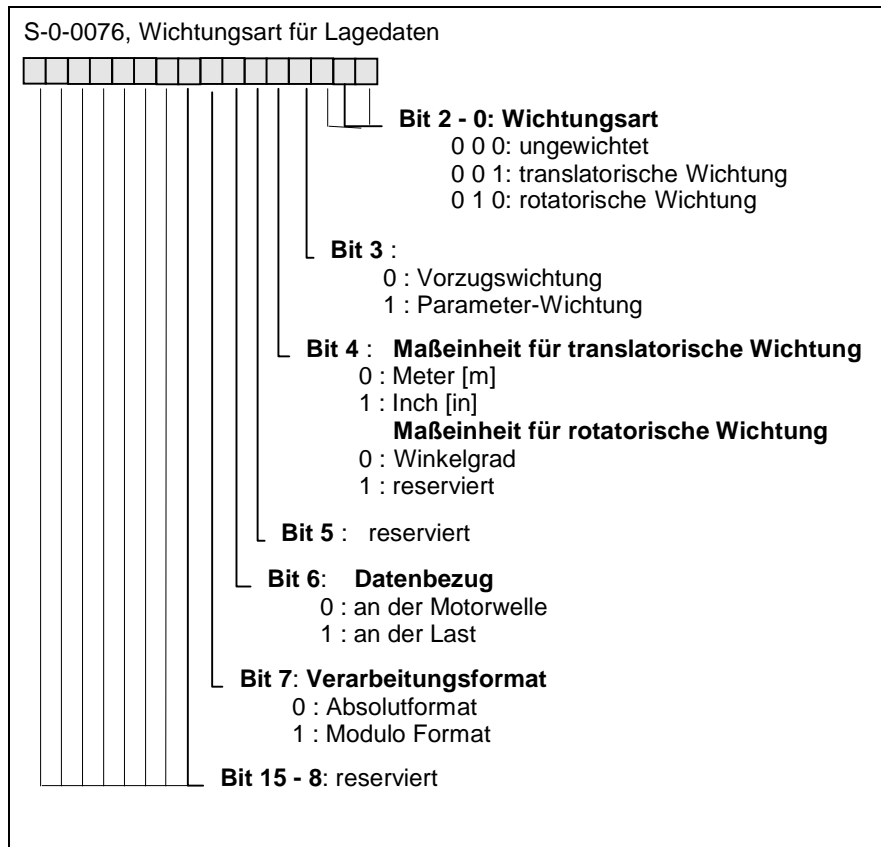 S-0-0076, Wichtungsart für Lagedaten
Bit 2 - 0: Wichtungsart
0 0 0: ungewichtet
0 0 1: translatorische Wichtung
0 1 0: rotatorische Wichtung
Bit 3 :
0 : Vorzugswichtung
1 : Parameter-Wichtung
Bit 4 : Maßeinheit für translatorische Wichtung
0 : Meter [m]
1 : Inch [in]
Maßeinheit für rotatorische Wichtung
0 : Winkelgrad
1 : reserviert
Bit 5 : reserviert
Bit 6: Datenbezug
0 : an der Motorwelle
1 : an der Last
Bit 7: Verarbeitungsformat
0 : Absolutformat
1 : Modulo Format
Bit 15 - 8: reserviert